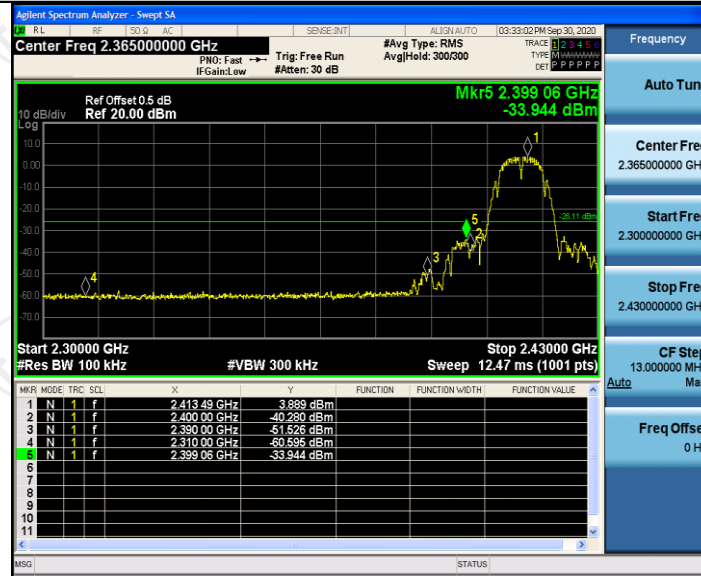 Agilent Spectrum Analyzer - Swept SA
RL RF 50 Ω AC SENSE:INT ALIGN AUTO 03:33:02 PM Sep 30, 2020
Center Freq 2.365000000 GHz
#Avg Type: RMS
Avg|Hold: 300/300
PNO: Fast
IFGain:Low
Trig: Free Run
#Atten: 30 dB
TRACE 1 2 3 4 5 6
TYPE M
DET P P P P P P
Mkr5 2.399 06 GHz
-33.944 dBm
Ref Offset 0.5 dB
10 dB/div Ref 20.00 dBm
Log
10.0
0.00
-10.0
-20.0
-30.0
-40.0
-50.0
-60.0
-70.0
1
5
2
3
4
-26.11 dBm
Start 2.30000 GHz Stop 2.43000 GHz
#Res BW 100 kHz #VBW 300 kHz Sweep 12.47 ms (1001 pts)
MKR MODE TRC SCL X Y FUNCTION FUNCTION WIDTH FUNCTION VALUE
1 N 1 f 2.413 49 GHz 3.889 dBm
2 N 1 f 2.400 00 GHz -40.280 dBm
3 N 1 f 2.390 00 GHz -51.526 dBm
4 N 1 f 2.310 00 GHz -60.595 dBm
5 N 1 f 2.399 06 GHz -33.944 dBm
6
7
8
9
10
11
MSG STATUS
Frequency
Auto Tun
Center Fre
2.365000000 GH
Start Fre
2.300000000 GH
Stop Fre
2.430000000 GH
CF Step
13.000000 MH
Auto Ma
Freq Offse
0 H